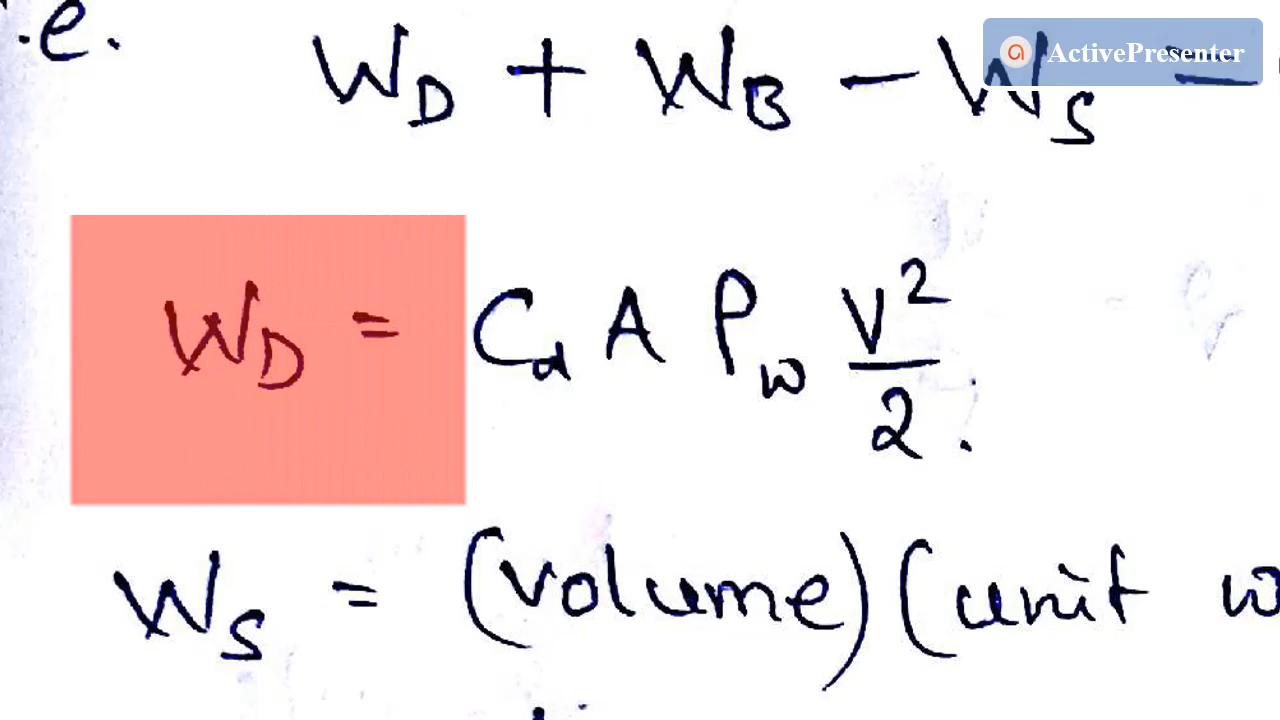 .e. W_D + W_B - W_S =
ActivePresenter
W_D = C_d A ρ_w V²/2.
W_S = (volume) (unit w